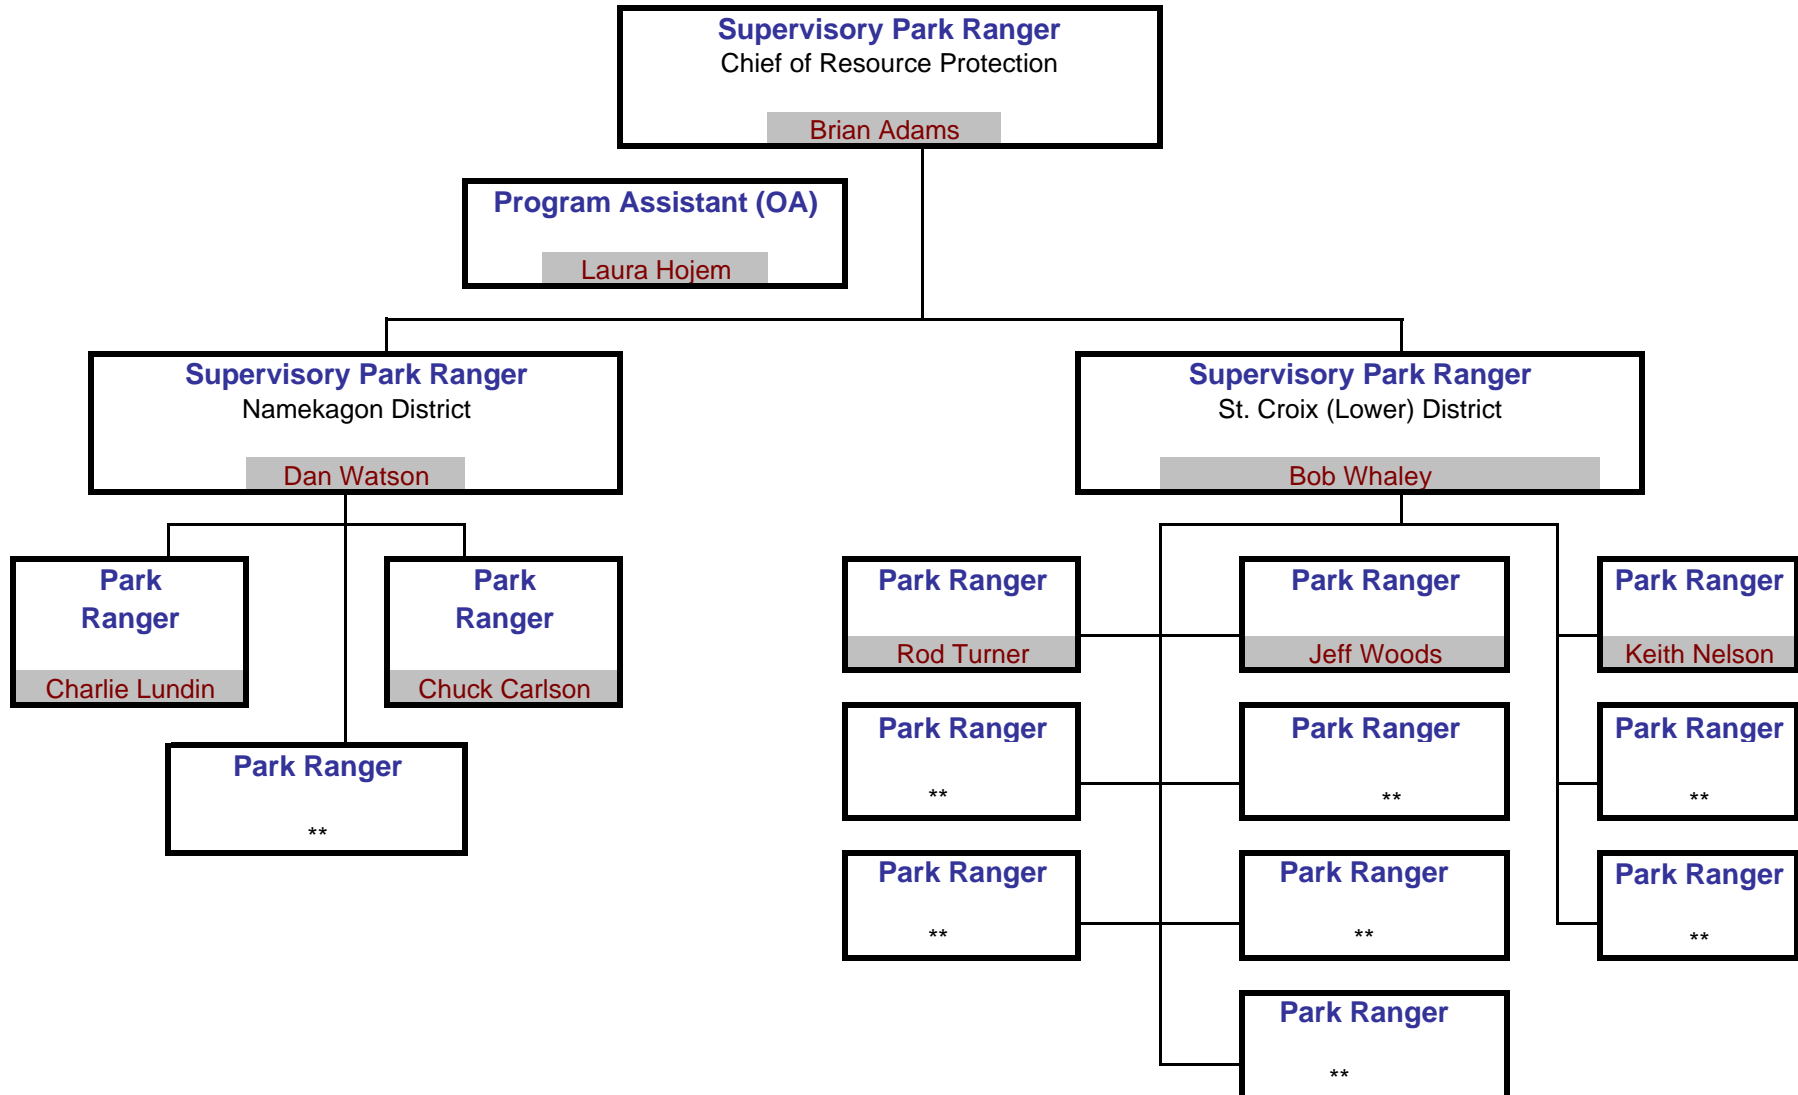 Supervisory Park Ranger
Chief of Resource Protection
Brian Adams
Program Assistant (OA)
Laura Hojem
Supervisory Park Ranger
Namekagon District
Dan Watson
Supervisory Park Ranger
St. Croix (Lower) District
Bob Whaley
Park
Ranger
Charlie Lundin
Park
Ranger
Chuck Carlson
Park Ranger
**
Park Ranger
Rod Turner
Park Ranger
Jeff Woods
Park Ranger
Keith Nelson
Park Ranger
**
Park Ranger
**
Park Ranger
**
Park Ranger
**
Park Ranger
**
Park Ranger
**
Park Ranger
**